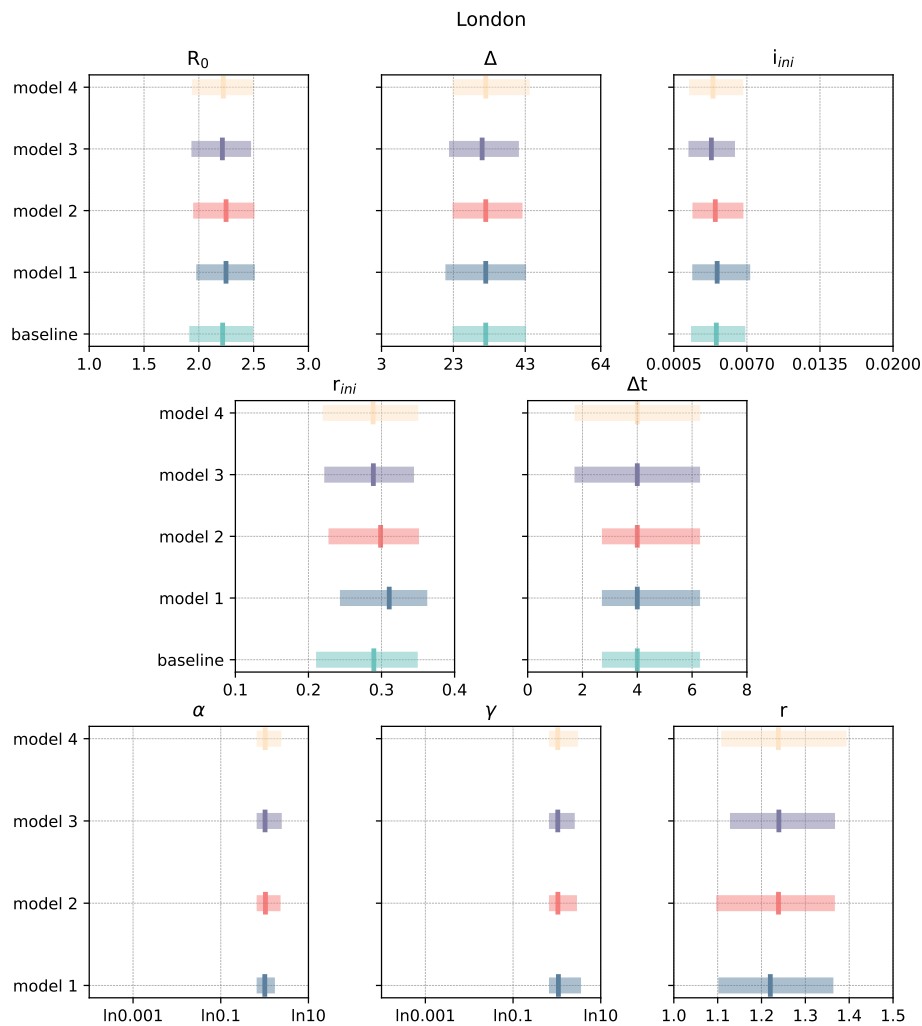 London
R₀ Δ i_ini
model 4
model 3
model 2
model 1
baseline
1.0 1.5 2.0 2.5 3.0 3 23 43 64 0.0005 0.0070 0.0135 0.0200
r_ini Δt
model 4
model 3
model 2
model 1
baseline
0.1 0.2 0.3 0.4 0 2 4 6 8
α γ r
model 4
model 3
model 2
model 1
ln0.001 ln0.1 ln10 ln0.001 ln0.1 ln10 1.0 1.1 1.2 1.3 1.4 1.5